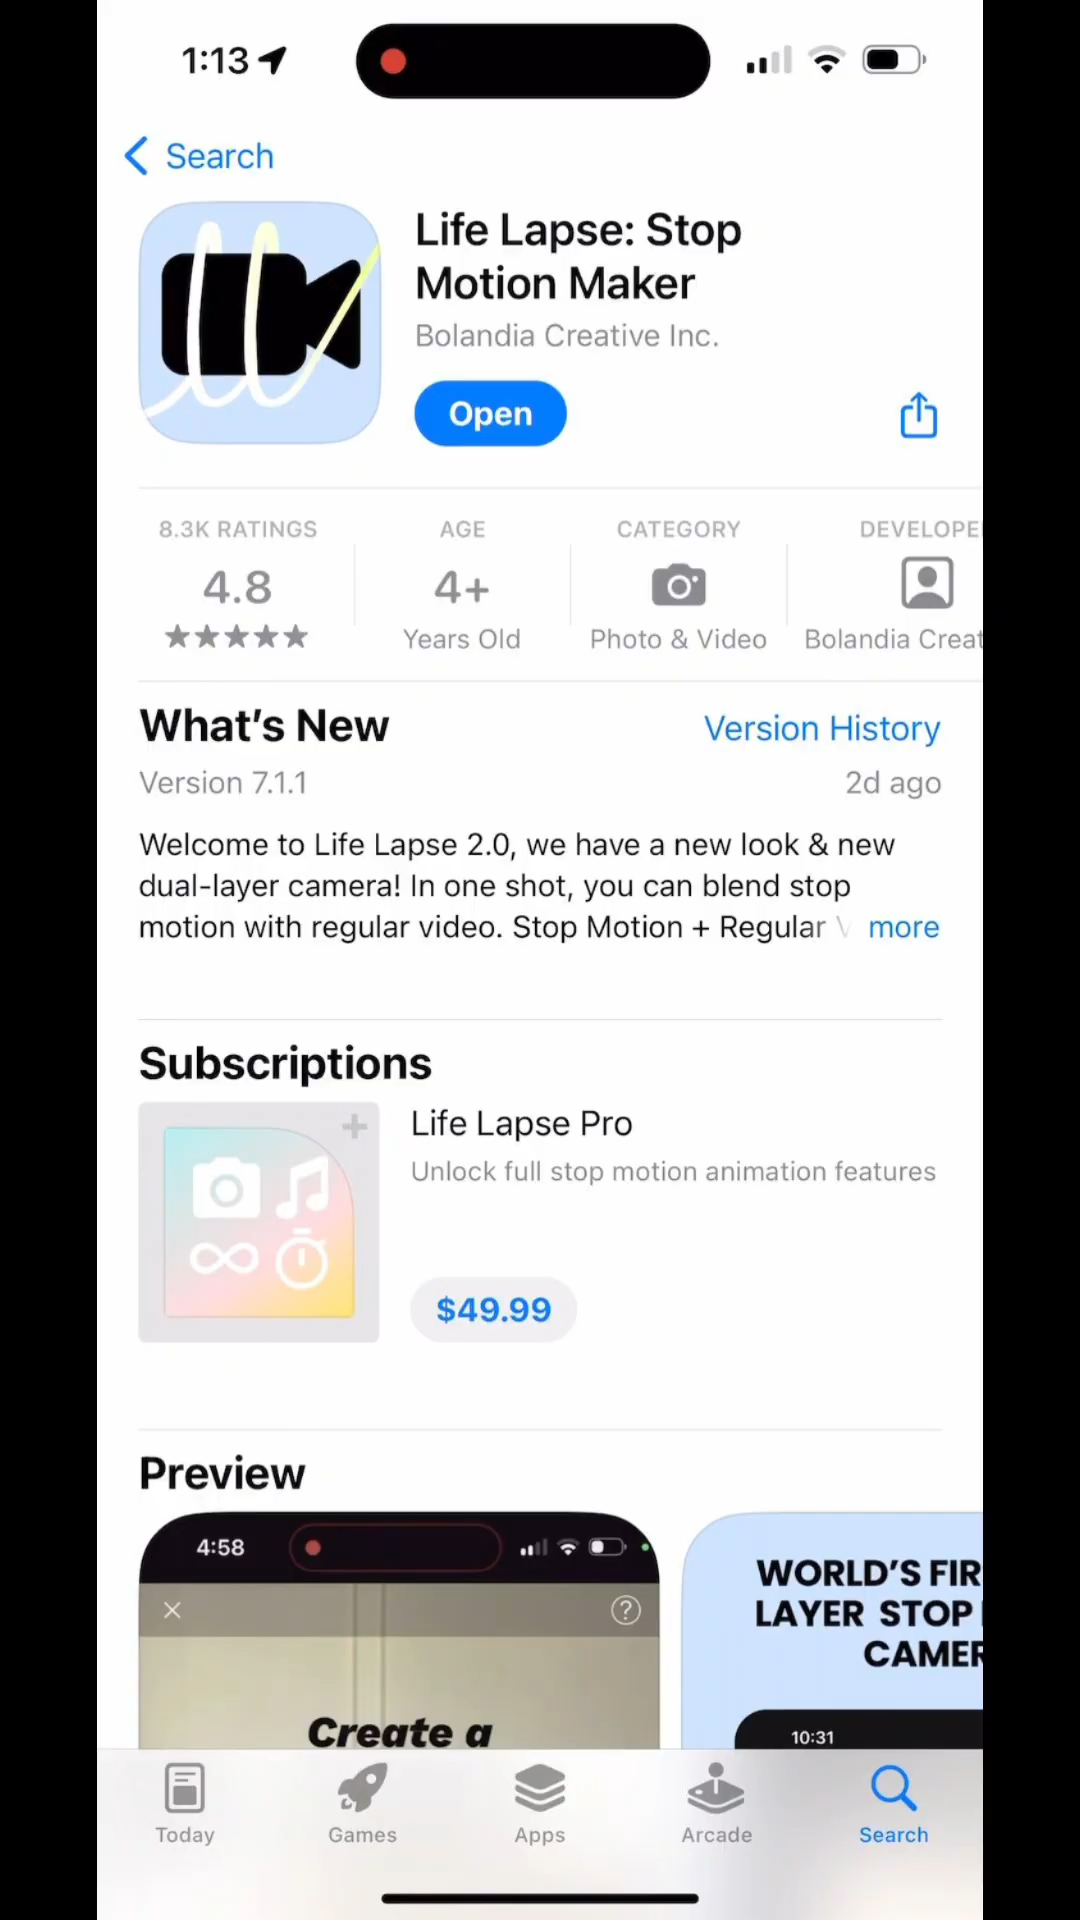 1:13
Search
Life Lapse: Stop
Motion Maker
Bolandia Creative Inc.
Open
8.3K RATINGS
AGE
CATEGORY
DEVELOPE
4.8
4+
Years Old
Photo & Video
Bolandia Creat
What's New
Version History
Version 7.1.1
2d ago
Welcome to Life Lapse 2.0, we have a new look & new
dual-layer camera! In one shot, you can blend stop
motion with regular video. Stop Motion + Regular V more
Subscriptions
Life Lapse Pro
Unlock full stop motion animation features
$49.99
Preview
4:58
Create a
WORLD'S FIR
LAYER STOP
CAMER
10:31
Today
Games
Apps
Arcade
Search